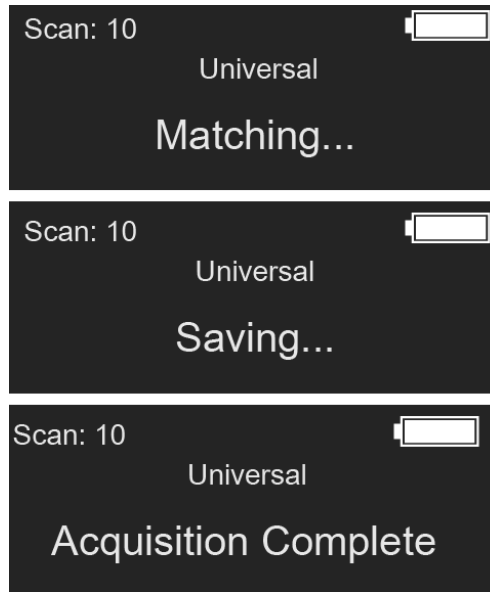 Scan: 10
Universal
Matching...
Scan: 10
Universal
Saving...
Scan: 10
Universal
Acquisition Complete